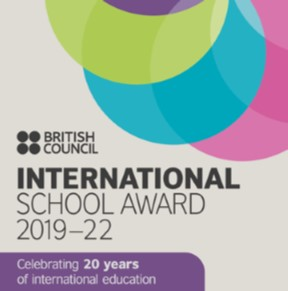 BRITISH
COUNCIL
INTERNATIONAL
SCHOOL AWARD
2019–22
Celebrating 20 years
of international education